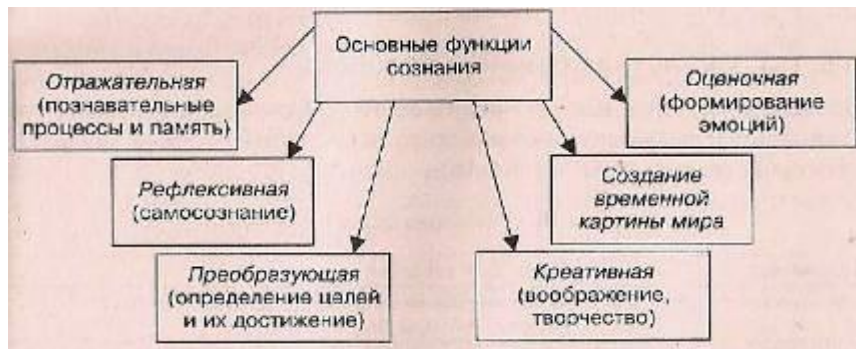 Основные функции
сознания
Отражательная
(познавательные
процессы и память)
Оценочная
(формирование
эмоций)
Рефлексивная
(самосознание)
Создание
временной
картины мира
Преобразующая
(определение целей
и их достижение)
Креативная
(воображение,
творчество)